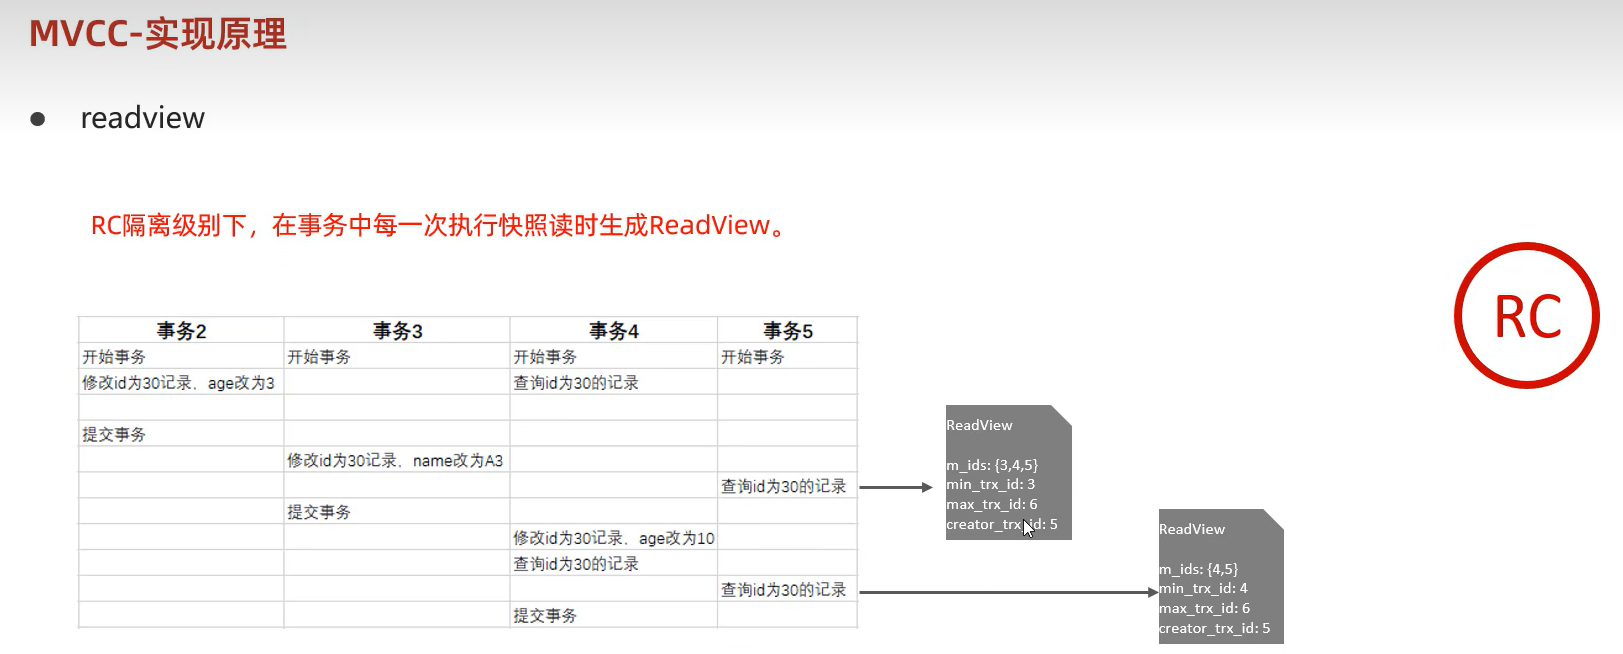 MVCC-实现原理
● readview
RC隔离级别下，在事务中每一次执行快照读时生成ReadView。
RC
事务2 事务3 事务4 事务5
开始事务 开始事务 开始事务 开始事务
修改id为30记录，age改为3 查询id为30的记录
提交事务
修改id为30记录，name改为A3
查询id为30的记录
提交事务
修改id为30记录，age改为10
查询id为30的记录
查询id为30的记录
提交事务
ReadView
m_ids: {3,4,5}
min_trx_id: 3
max_trx_id: 6
creator_trx_id: 5
ReadView
m_ids: {4,5}
min_trx_id: 4
max_trx_id: 6
creator_trx_id: 5